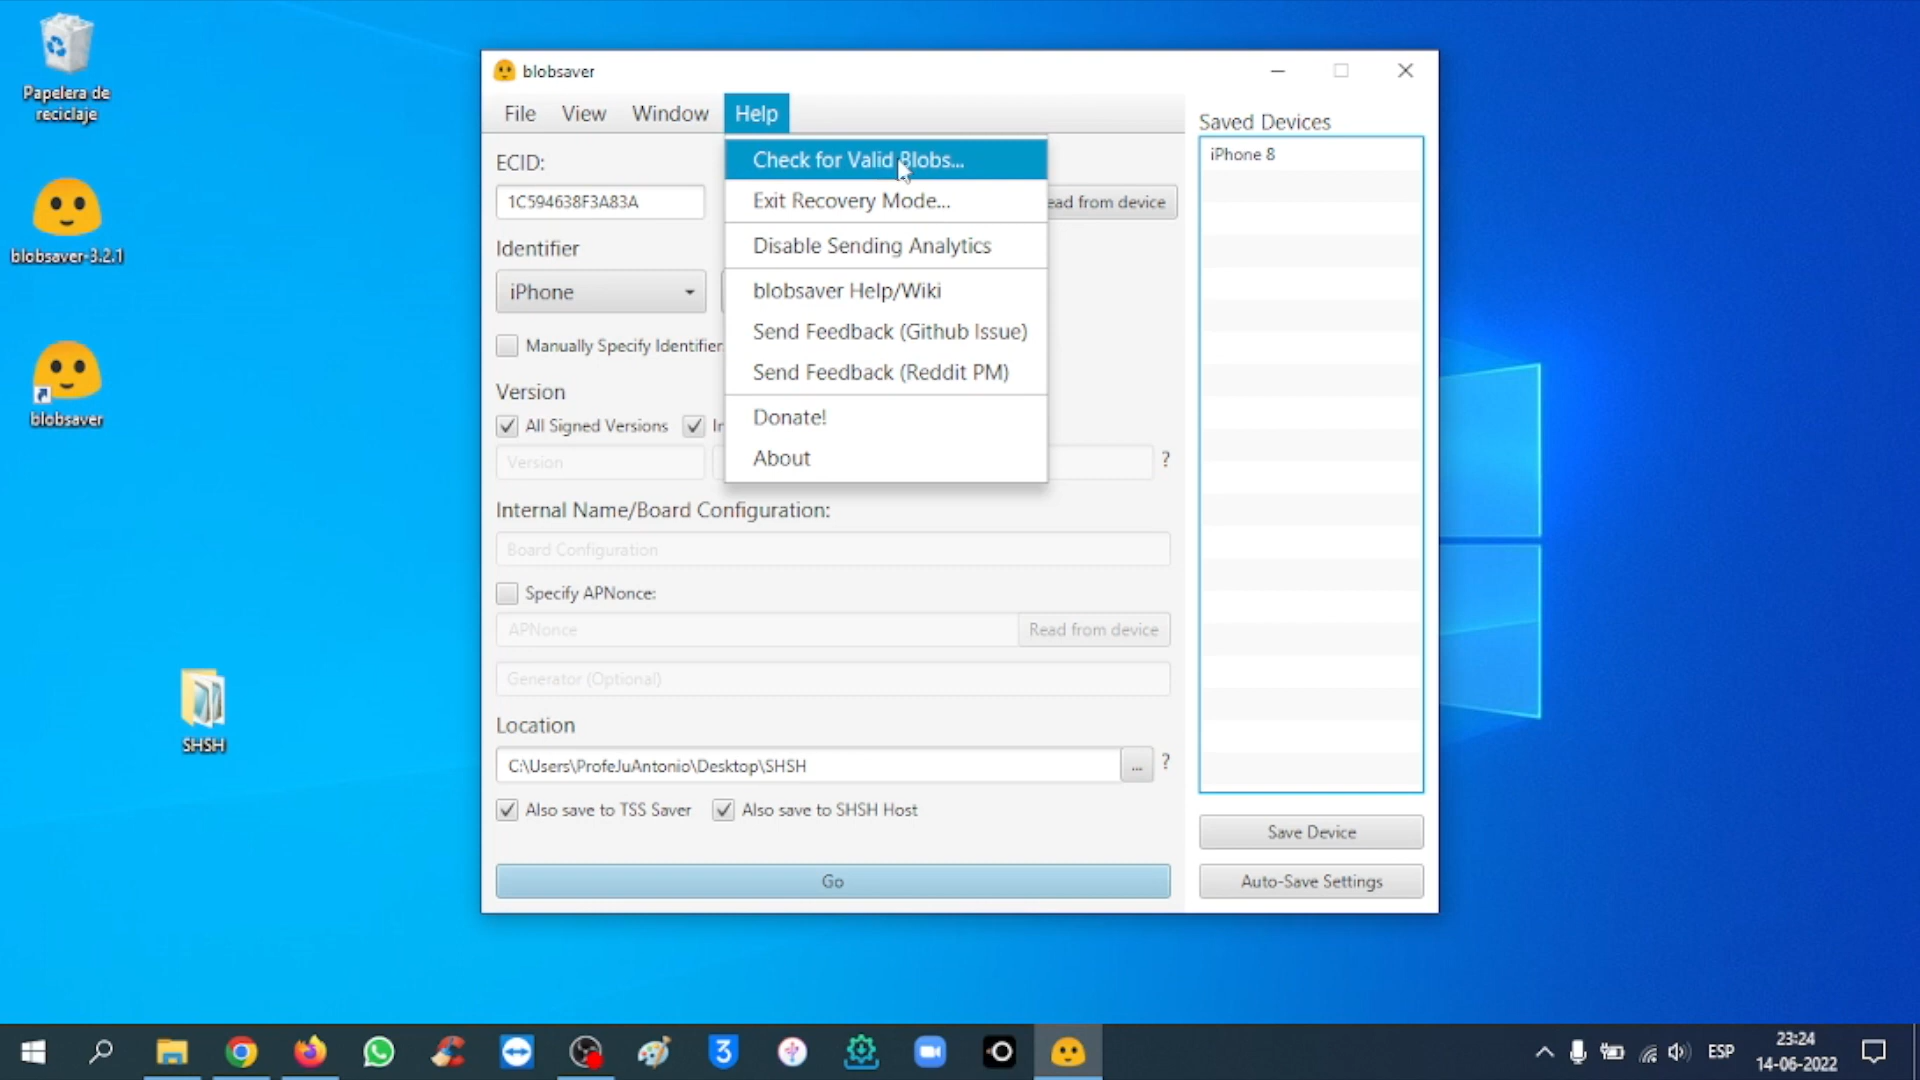 Papelera de
reciclaje
blobsaver-3.2.1
blobsaver
SHSH
blobsaver
File View Window Help
Check for Valid Blobs...
Exit Recovery Mode...
Disable Sending Analytics
blobsaver Help/Wiki
Send Feedback (Github Issue)
Send Feedback (Reddit PM)
Donate!
About
ECID:
1C594638F3A83A
ead from device
Identifier
iPhone
Manually Specify Identifier
Version
All Signed Versions
Version
?
Internal Name/Board Configuration:
Board Configuration
Specify APNonce:
APNonce
Read from device
Generator (Optional)
Location
C:\Users\ProfeJuAntonio\Desktop\SHSH
...
?
Also save to TSS Saver
Also save to SHSH Host
Go
Saved Devices
iPhone 8
Save Device
Auto-Save Settings
3
ESP
23:24
14-06-2022